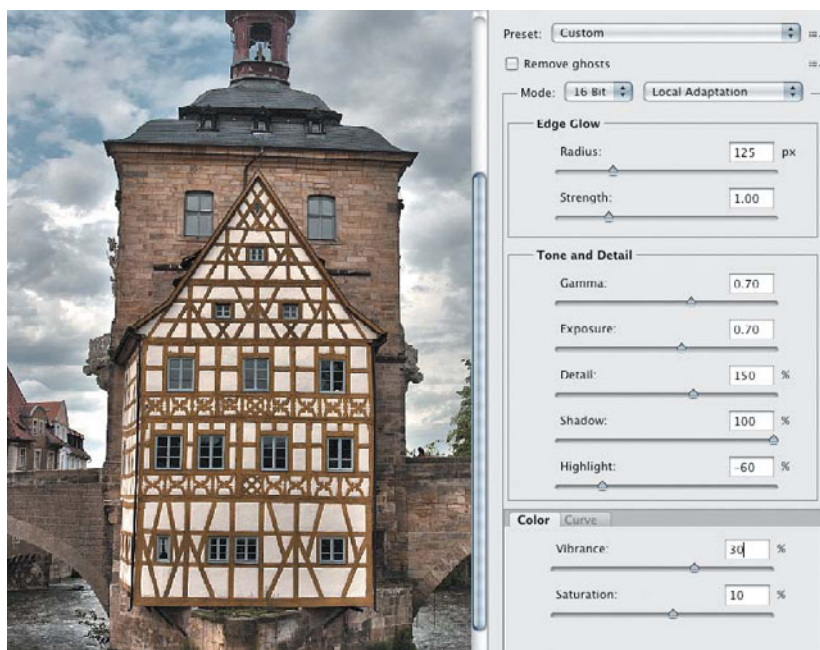 Preset: Custom
Remove ghosts
Mode: 16 Bit Local Adaptation
Edge Glow
Radius: 125 px
Strength: 1.00
Tone and Detail
Gamma: 0.70
Exposure: 0.70
Detail: 150 %
Shadow: 100 %
Highlight: -60 %
Color Curve
Vibrance: 30 %
Saturation: 10 %